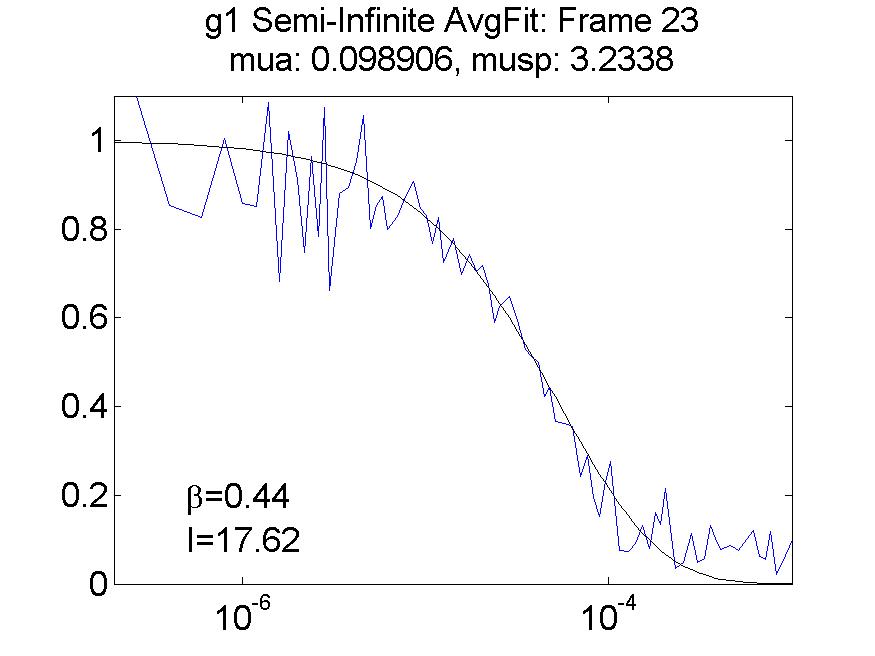 g1 Semi-Infinite AvgFit: Frame 23
mua: 0.098906, musp: 3.2338
1
0.8
0.6
0.4
0.2
0
β=0.44
I=17.62
10^-6
10^-4